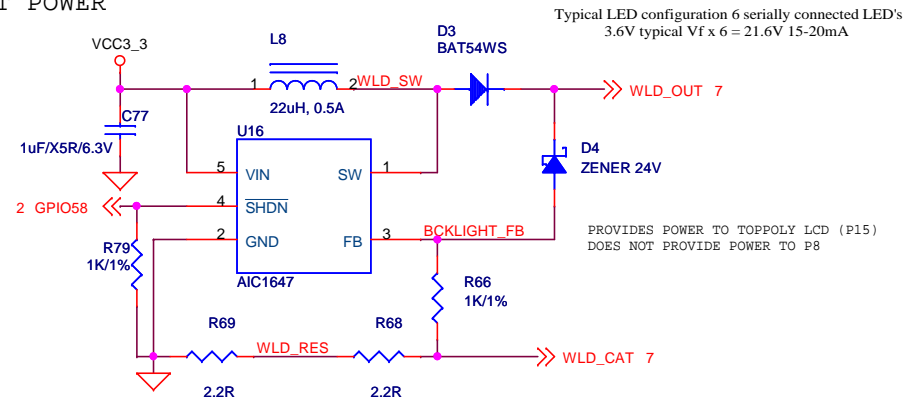 POWER
Typical LED configuration 6 serially connected LED's
3.6V typical Vf x 6 = 21.6V 15-20mA
VCC3_3
L8
D3
BAT54WS
1
2
WLD_SW
WLD_OUT 7
22uH, 0.5A
C77
1uF/X5R/6.3V
U16
D4
ZENER 24V
5
VIN
SW
1
2 GPIO58
4
SHDN
2
GND
FB
3
BCKLIGHT_FB
PROVIDES POWER TO TOPPOLY LCD (P15)
DOES NOT PROVIDE POWER TO P8
R79
1K/1%
AIC1647
R66
1K/1%
R69
R68
WLD_RES
WLD_CAT 7
2.2R
2.2R